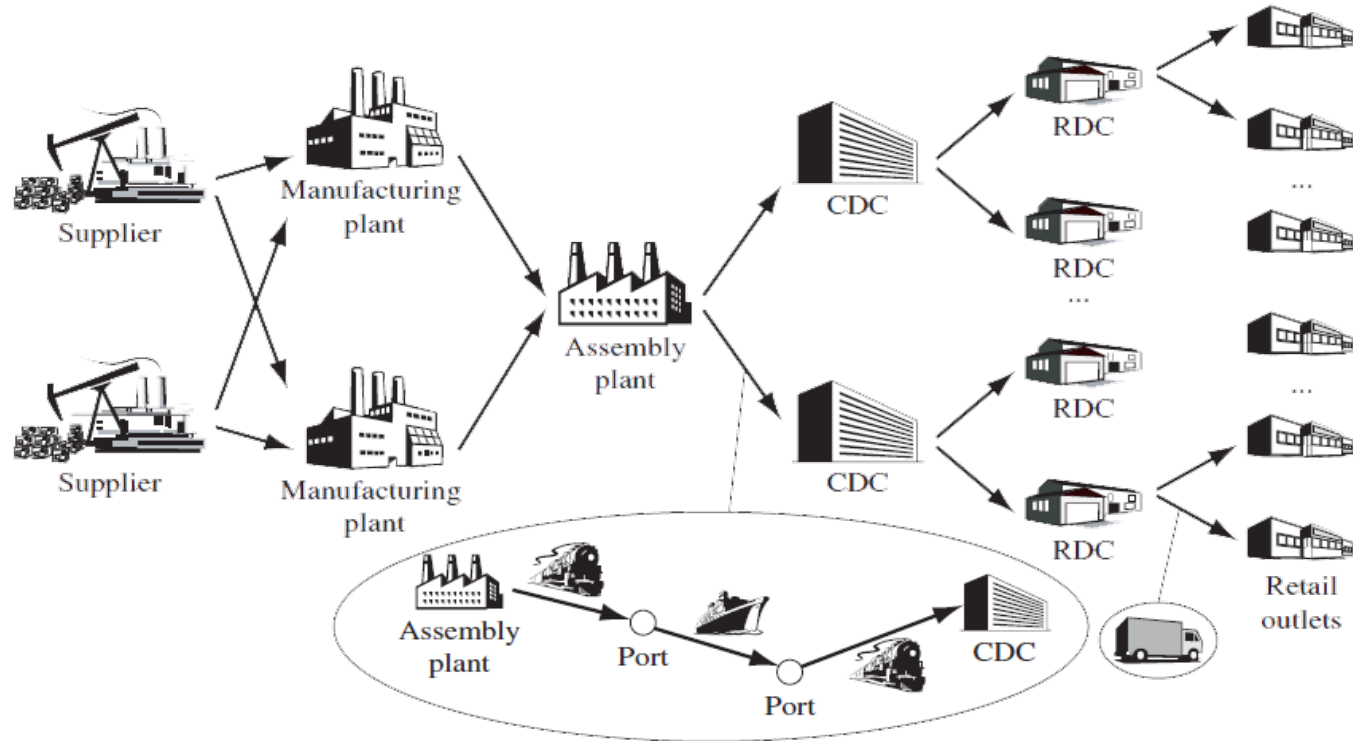 Supplier
Manufacturing
plant
Supplier
Manufacturing
plant
Assembly
plant
CDC
CDC
RDC
RDC
...
RDC
RDC
...
...
Retail
outlets
Assembly
plant
Port
Port
CDC